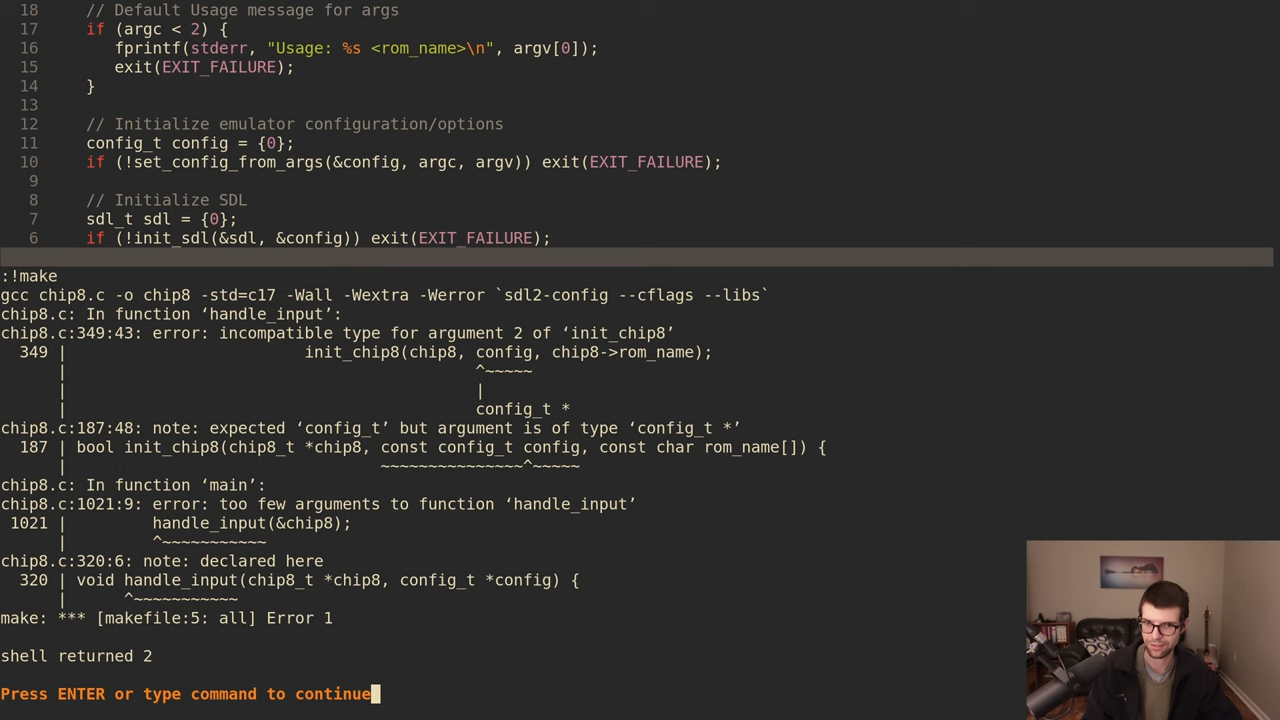 18     // Default Usage message for args
17     if (argc < 2) {
16        fprintf(stderr, "Usage: %s <rom_name>\n", argv[0]);
15        exit(EXIT_FAILURE);
14     }
13
12     // Initialize emulator configuration/options
11     config_t config = {0};
10     if (!set_config_from_args(&config, argc, argv)) exit(EXIT_FAILURE);
9
8     // Initialize SDL
7     sdl_t sdl = {0};
6     if (!init_sdl(&sdl, &config)) exit(EXIT_FAILURE);
:!make
gcc chip8.c -o chip8 -std=c17 -Wall -Wextra -Werror `sdl2-config --cflags --libs`
chip8.c: In function ‘handle_input’:
chip8.c:349:43: error: incompatible type for argument 2 of ‘init_chip8’
  349 |                         init_chip8(chip8, config, chip8->rom_name);
      |                                           ^~~~~~
      |                                           |
      |                                           config_t *
chip8.c:187:48: note: expected ‘config_t’ but argument is of type ‘config_t *’
  187 | bool init_chip8(chip8_t *chip8, const config_t config, const char rom_name[]) {
      |                                 ~~~~~~~~~~~~~~~^~~~~~
chip8.c: In function ‘main’:
chip8.c:1021:9: error: too few arguments to function ‘handle_input’
 1021 |         handle_input(&chip8);
      |         ^~~~~~~~~~~~
chip8.c:320:6: note: declared here
  320 | void handle_input(chip8_t *chip8, config_t *config) {
      |      ^~~~~~~~~~~~
make: *** [makefile:5: all] Error 1
shell returned 2
Press ENTER or type command to continue